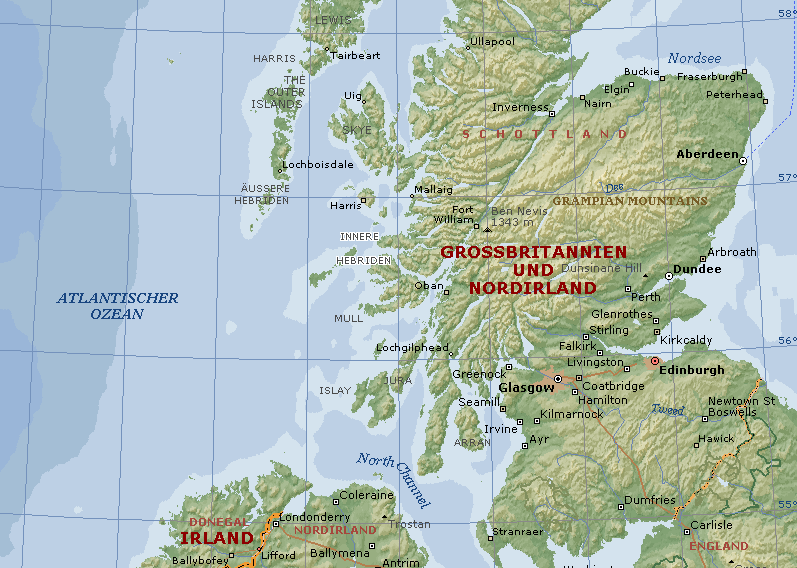 58°
LEWIS
Ullapool
HARRIS
Tairbeart
Nordsee
Buckie
Fraserburgh
THE
OUTER
ISLANDS
Uig
Elgin
Nairn
Peterhead
Inverness
SKYE
SCHOTTLAND
Aberdeen
Lochboisdale
57°
ÄUSSERE
HEBRIDEN
Mallaig
Dee
Harris
GRAMPIAN MOUNTAINS
Fort
William
Ben Nevis
1343 m
INNERE
HEBRIDEN
GROSSBRITANNIEN
UND
NORDIRLAND
Arbroath
Dunsinane Hill
Dundee
Oban
Perth
ATLANTISCHER
OZEAN
MULL
Glenrothes
Stirling
Kirkcaldy
56°
Lochgilphead
Falkirk
Livingston
Edinburgh
Greenock
JURA
Glasgow
Coatbridge
ISLAY
Hamilton
Seamill
Newtown St
Boswells
Tweed
Kilmarnock
Irvine
ARRAN
Ayr
Hawick
North Channel
Coleraine
Dumfries
55°
DONEGAL
Londonderry
Trostan
NORDIRLAND
IRLAND
Stranraer
Carlisle
ENGLAND
Ballybofey
Lifford
Ballymena
Antrim